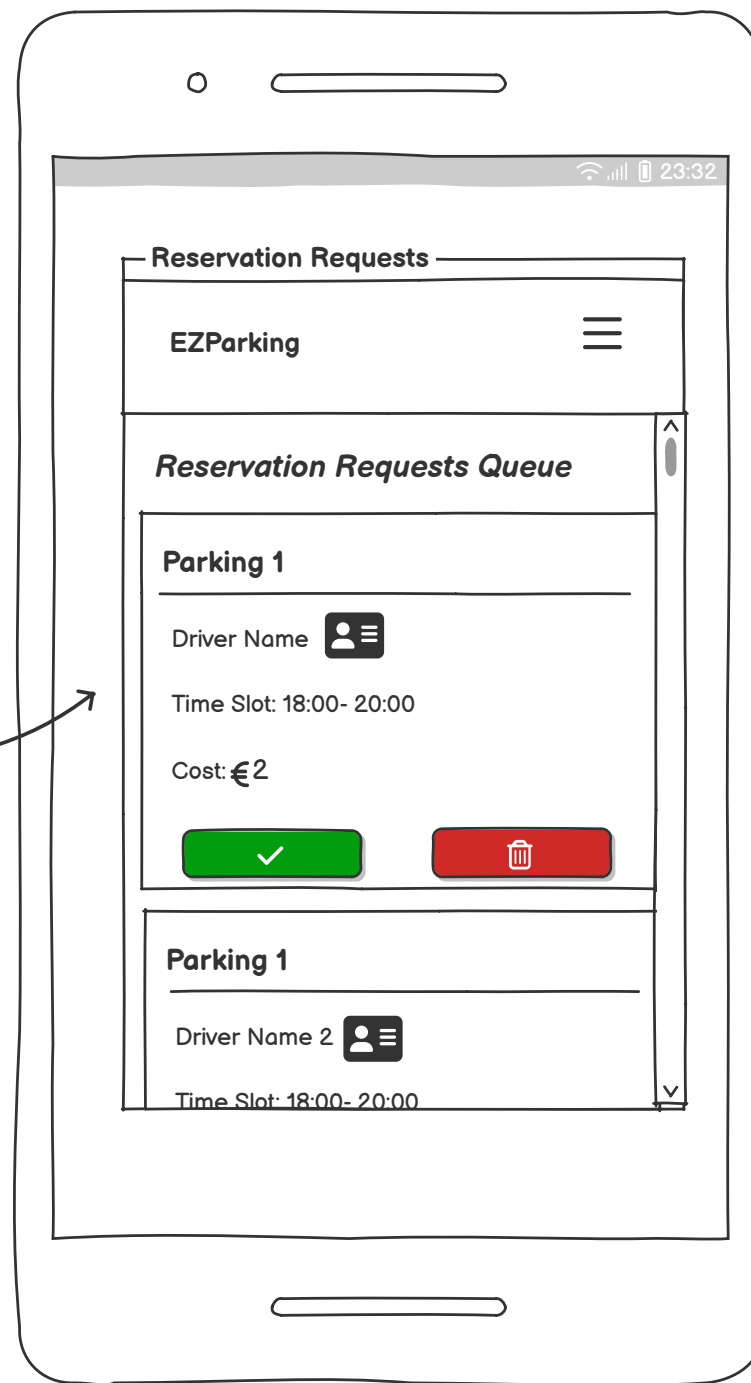 23:32
Reservation Requests
EZParking
Reservation Requests Queue
Parking 1
Driver Name
Time Slot: 18:00- 20:00
Cost: €2
Parking 1
Driver Name 2
Time Slot: 18:00- 20:00